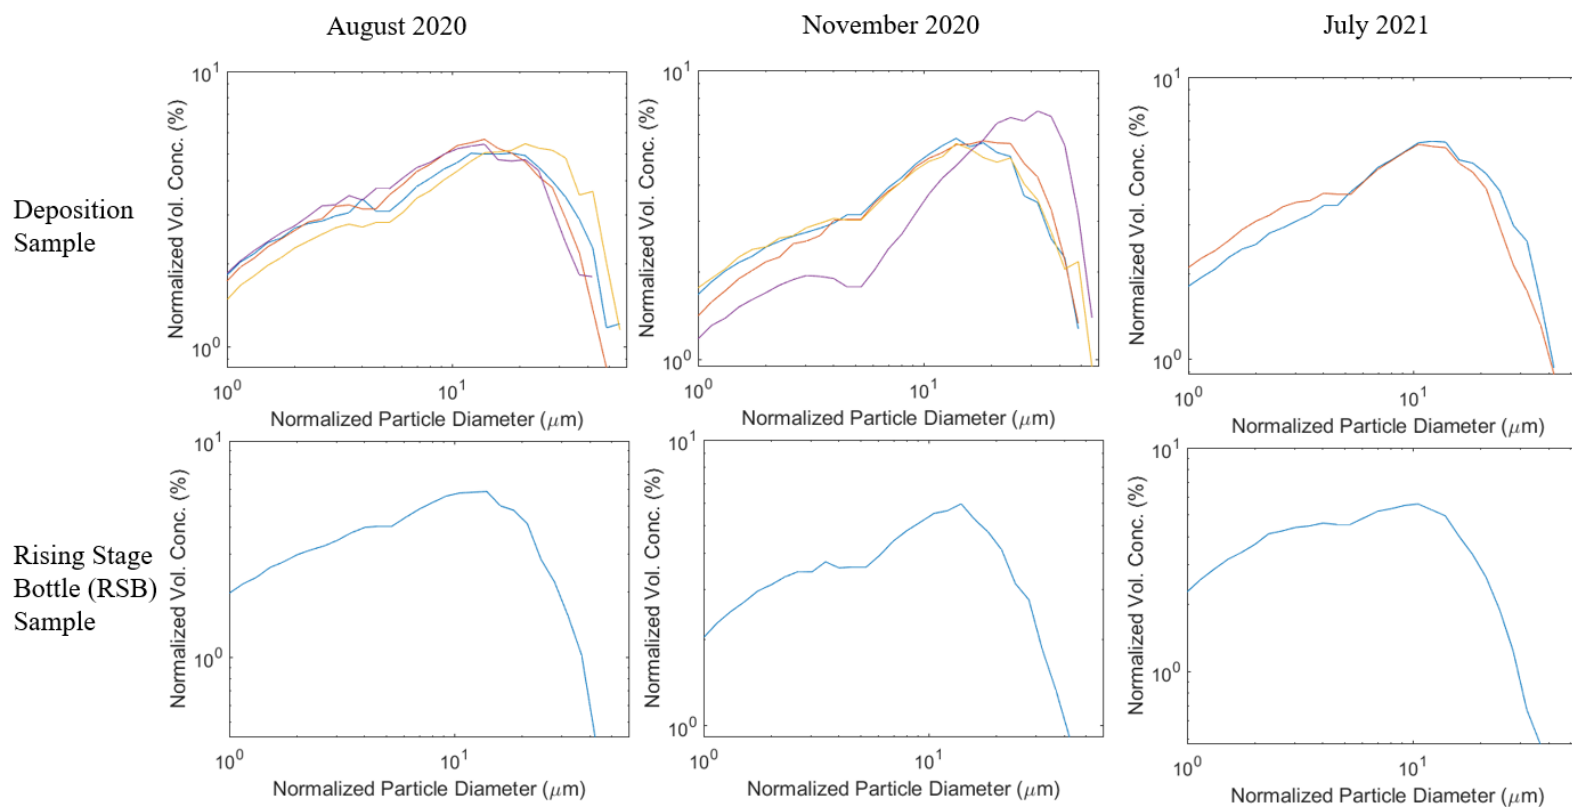 August 2020
November 2020
July 2021
Deposition
Sample
Normalized Vol. Conc. (%)
10^1
10^0
10^0
10^1
Normalized Particle Diameter (μm)
Normalized Vol. Conc. (%)
10^1
10^0
10^0
10^1
Normalized Particle Diameter (μm)
Normalized Vol. Conc. (%)
10^1
10^0
10^0
10^1
Normalized Particle Diameter (μm)
Rising Stage
Bottle (RSB)
Sample
Normalized Vol. Conc. (%)
10^1
10^0
10^0
10^1
Normalized Particle Diameter (μm)
Normalized Vol. Conc. (%)
10^1
10^0
10^0
10^1
Normalized Particle Diameter (μm)
Normalized Vol. Conc. (%)
10^1
10^0
10^0
10^1
Normalized Particle Diameter (μm)